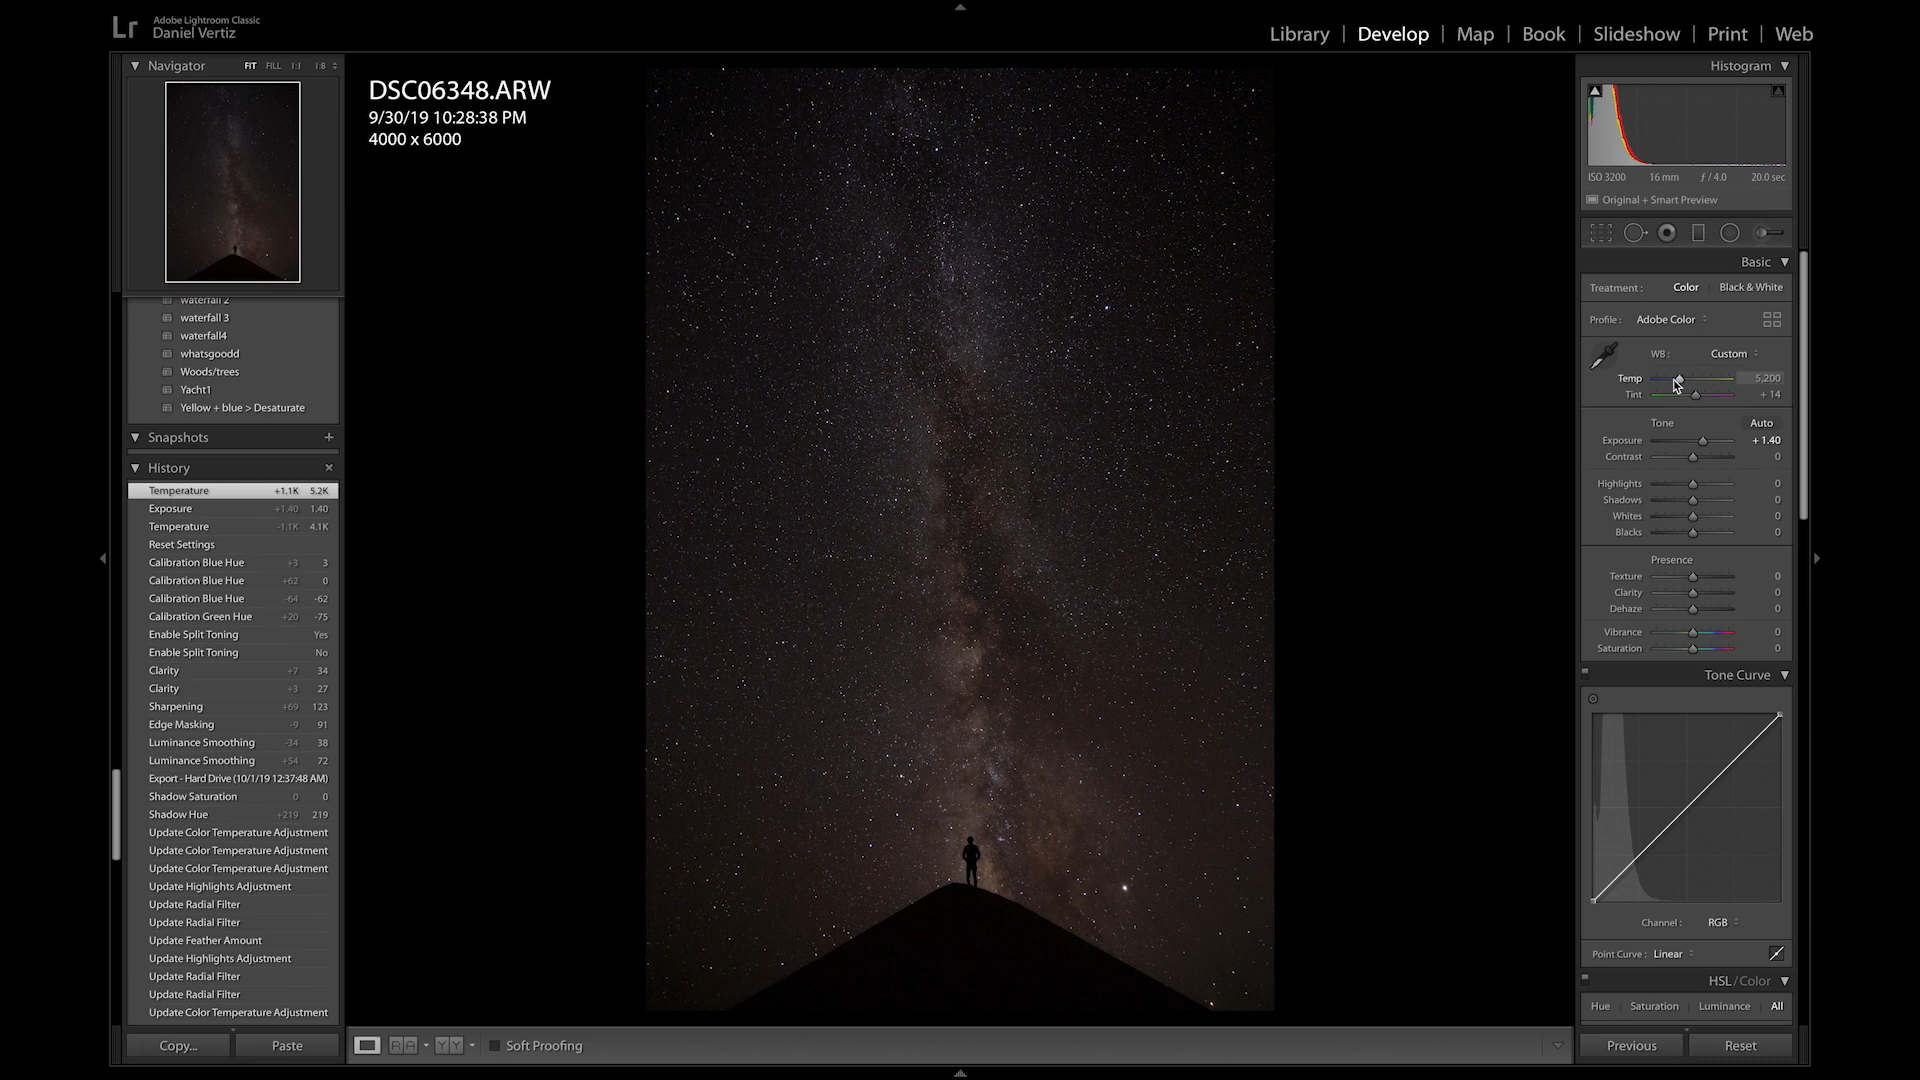 Lr Adobe Lightroom Classic
Daniel Vertiz
Library | Develop | Map | Book | Slideshow | Print | Web
Navigator FIT FILL 1:1 1:8
waterfall 2
waterfall 3
waterfall4
whatsgoodd
Woods/trees
Yacht1
Yellow + blue > Desaturate
Snapshots +
History ×
Temperature +1.1K 5.2K
Exposure +1.40 1.40
Temperature -1.1K 4.1K
Reset Settings
Calibration Blue Hue +3 3
Calibration Blue Hue +62 0
Calibration Blue Hue -64 -62
Calibration Green Hue +20 -75
Enable Split Toning Yes
Enable Split Toning No
Clarity +7 34
Clarity +3 27
Sharpening +69 123
Edge Masking -9 91
Luminance Smoothing -34 38
Luminance Smoothing +54 72
Export - Hard Drive (10/1/19 12:37:48 AM)
Shadow Saturation 0 0
Shadow Hue +219 219
Update Color Temperature Adjustment
Update Color Temperature Adjustment
Update Color Temperature Adjustment
Update Highlights Adjustment
Update Radial Filter
Update Radial Filter
Update Feather Amount
Update Highlights Adjustment
Update Radial Filter
Update Radial Filter
Update Color Temperature Adjustment
Copy... Paste
DSC06348.ARW
9/30/19 10:28:38 PM
4000 x 6000
RA YY Soft Proofing
Histogram
ISO 3200 16 mm ƒ / 4.0 20.0 sec
Original + Smart Preview
Basic
Treatment : Color Black & White
Profile : Adobe Color
WB : Custom
Temp 5,200
Tint + 14
Tone Auto
Exposure + 1.40
Contrast 0
Highlights 0
Shadows 0
Whites 0
Blacks 0
Presence
Texture 0
Clarity 0
Dehaze 0
Vibrance 0
Saturation 0
Tone Curve
Channel : RGB
Point Curve : Linear
HSL / Color
Hue Saturation Luminance All
Previous Reset